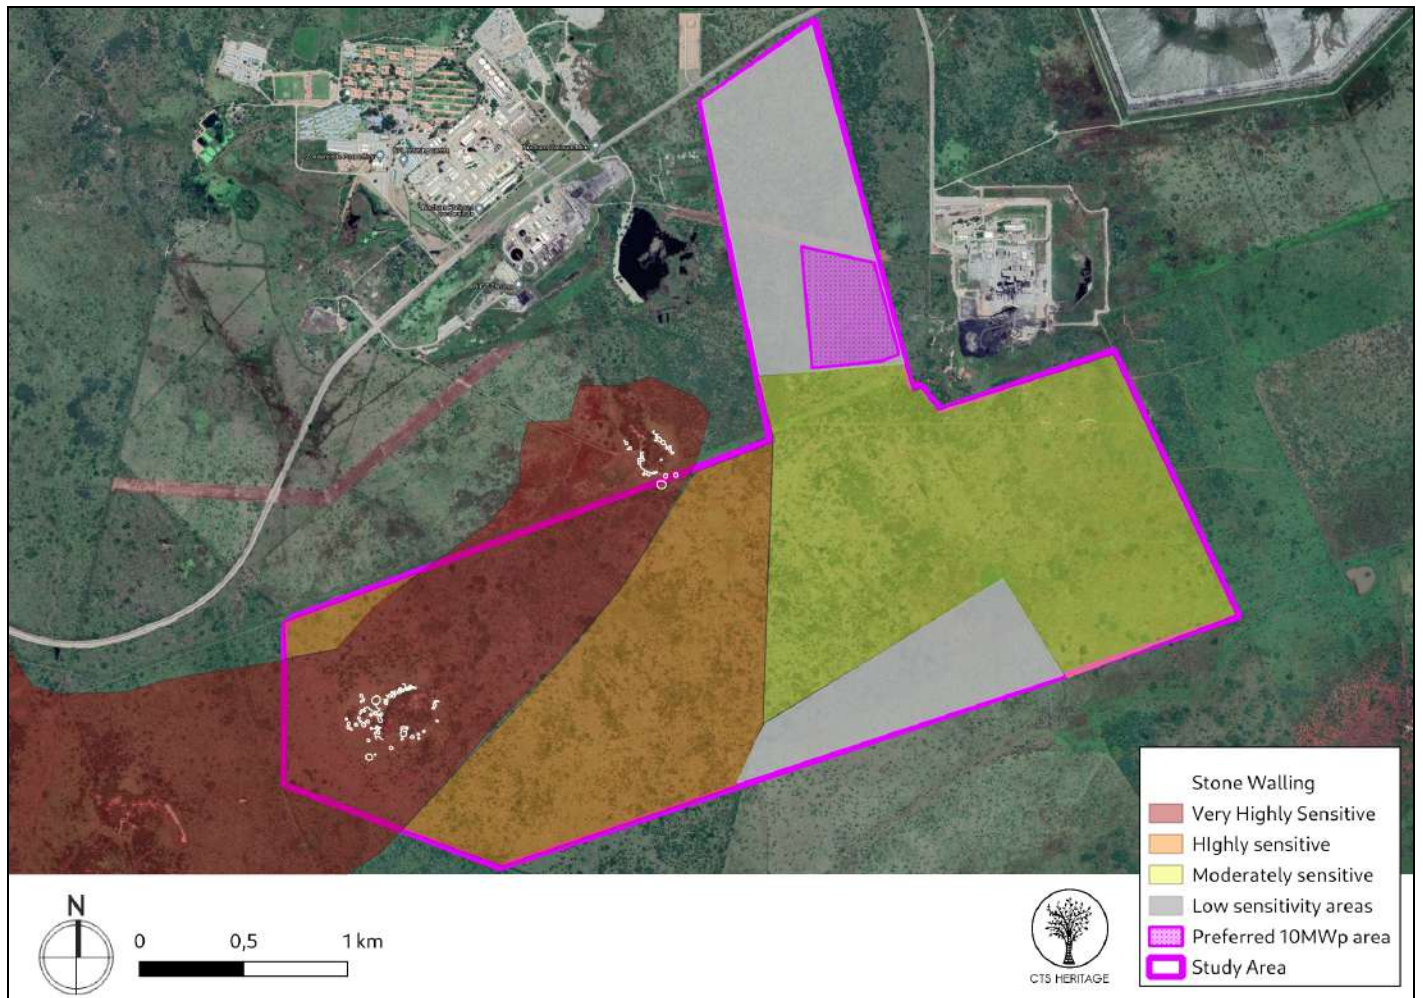 Stone Walling
Very Highly Sensitive
HIghly sensitive
Moderately sensitive
Low sensitivity areas
Preferred 10MWp area
Study Area
N
0 0,5 1 km
CTS HERITAGE